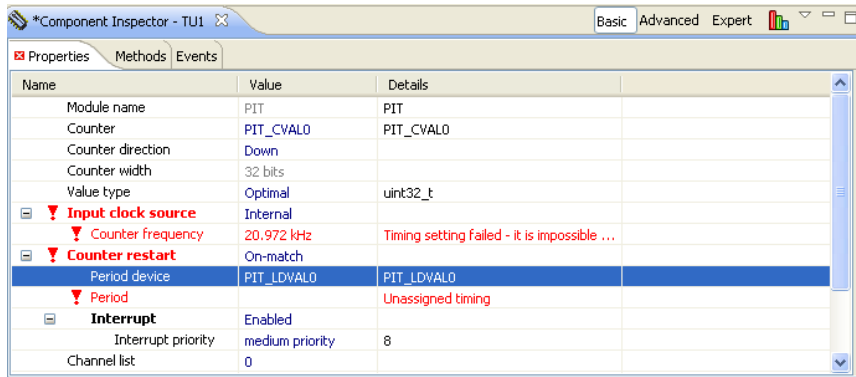 *Component Inspector - TU1
Basic Advanced Expert
Properties Methods Events
Name Value Details
Module name PIT PIT
Counter PIT_CVAL0 PIT_CVAL0
Counter direction Down
Counter width 32 bits
Value type Optimal uint32_t
Input clock source Internal
Counter frequency 20.972 kHz Timing setting failed - it is impossible ...
Counter restart On-match
Period device PIT_LDVAL0 PIT_LDVAL0
Period Unassigned timing
Interrupt Enabled
Interrupt priority medium priority 8
Channel list 0